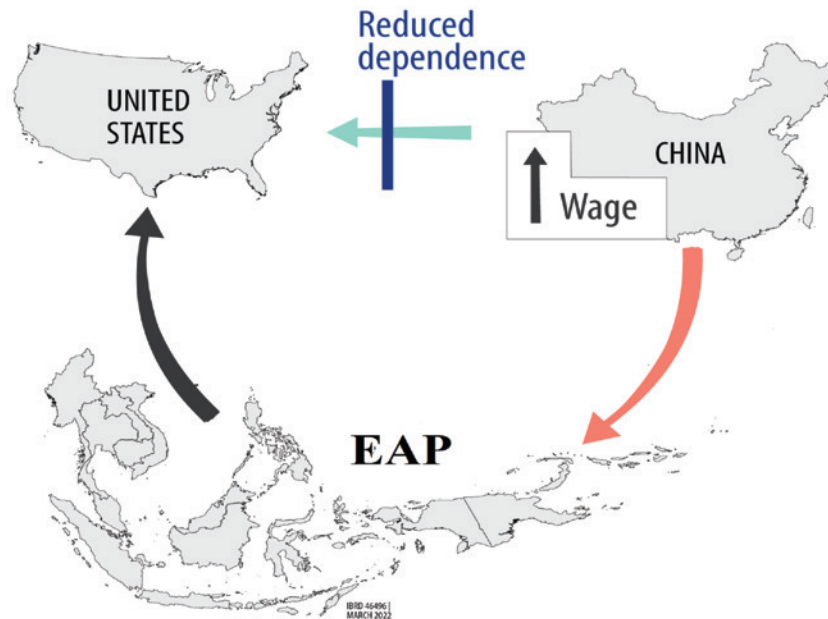 Reduced
dependence
UNITED
STATES
CHINA
Wage
EAP
IBRD 46496 |
MARCH 2022